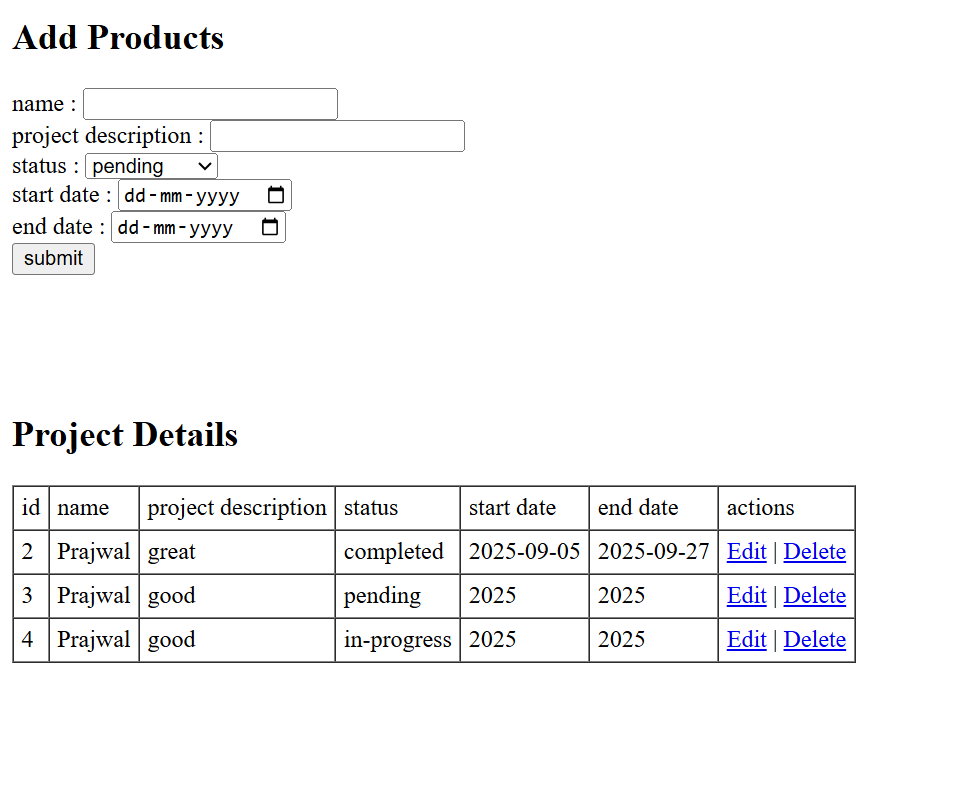 Add Products
name :
project description :
status : pending
start date : dd-mm-yyyy
end date : dd-mm-yyyy
submit
Project Details
id name project description status start date end date actions
2 Prajwal great completed 2025-09-05 2025-09-27 Edit | Delete
3 Prajwal good pending 2025 2025 Edit | Delete
4 Prajwal good in-progress 2025 2025 Edit | Delete